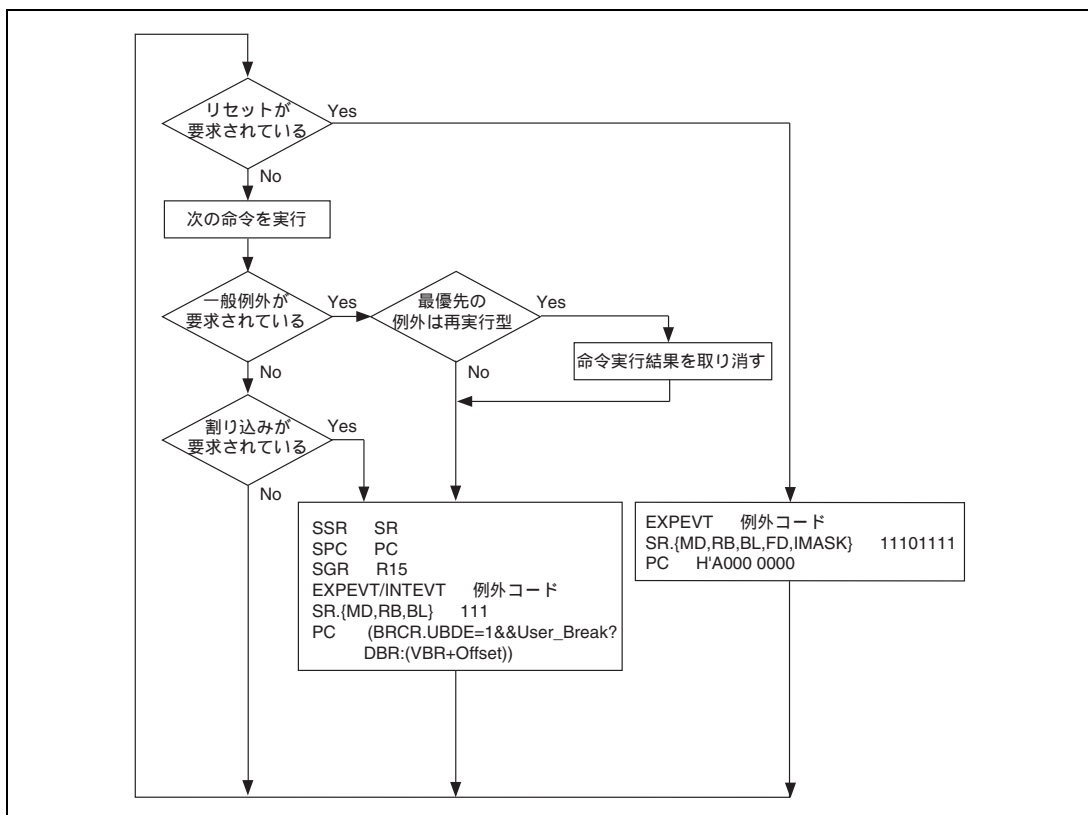 リセットが
要求されている
Yes
No
次の命令を実行
一般例外が
要求されている
Yes
最優先の
例外は再実行型
Yes
命令実行結果を取り消す
No
No
割り込みが
要求されている
Yes
No
SSR SR
SPC PC
SGR R15
EXPEVT/INTEVT 例外コード
SR.{MD,RB,BL} 111
PC (BRCR.UBDE=1&&User_Break?
DBR:(VBR+Offset))
EXPEVT 例外コード
SR.{MD,RB,BL,FD,IMASK} 11101111
PC H'A000 0000